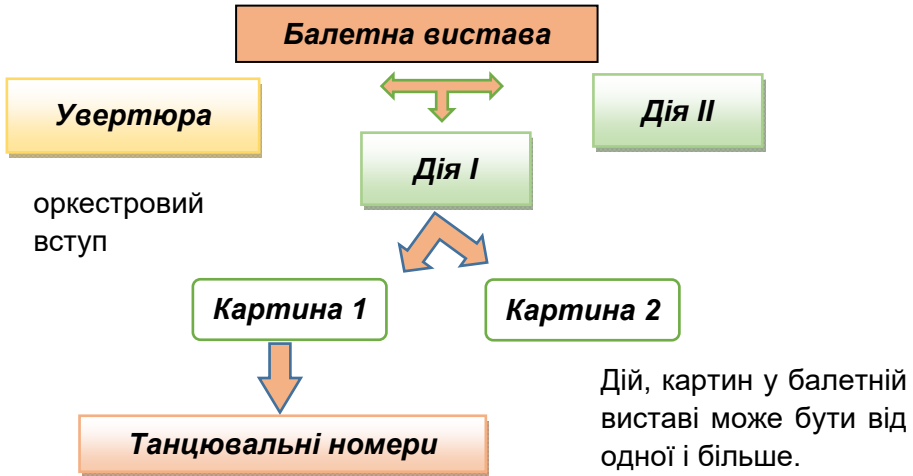 Балетна вистава
Увертюра
Дія II
Дія I
оркестровий
вступ
Картина 1
Картина 2
Дій, картин у балетній
виставі може бути від
одної і більше.
Танцювальні номери